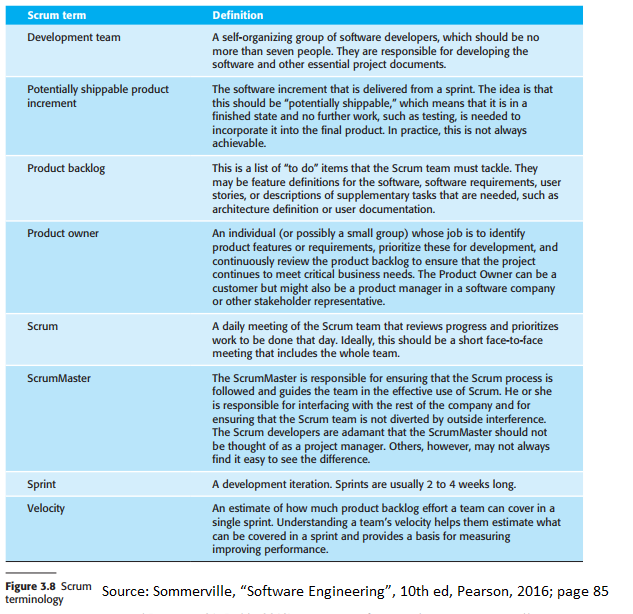 Scrum term Definition
Development team A self-organizing group of software developers, which should be no
more than seven people. They are responsible for developing the
software and other essential project documents.
Potentially shippable product The software increment that is delivered from a sprint. The idea is that
increment this should be “potentially shippable,” which means that it is in a
finished state and no further work, such as testing, is needed to
incorporate it into the final product. In practice, this is not always
achievable.
Product backlog This is a list of “to do” items that the Scrum team must tackle. They
may be feature definitions for the software, software requirements, user
stories, or descriptions of supplementary tasks that are needed, such as
architecture definition or user documentation.
Product owner An individual (or possibly a small group) whose job is to identify
product features or requirements, prioritize these for development, and
continuously review the product backlog to ensure that the project
continues to meet critical business needs. The Product Owner can be a
customer but might also be a product manager in a software company
or other stakeholder representative.
Scrum A daily meeting of the Scrum team that reviews progress and prioritizes
work to be done that day. Ideally, this should be a short face-to-face
meeting that includes the whole team.
ScrumMaster The ScrumMaster is responsible for ensuring that the Scrum process is
followed and guides the team in the effective use of Scrum. He or she
is responsible for interfacing with the rest of the company and for
ensuring that the Scrum team is not diverted by outside interference.
The Scrum developers are adamant that the ScrumMaster should not
be thought of as a project manager. Others, however, may not always
find it easy to see the difference.
Sprint A development iteration. Sprints are usually 2 to 4 weeks long.
Velocity An estimate of how much product backlog effort a team can cover in a
single sprint. Understanding a team’s velocity helps them estimate what
can be covered in a sprint and provides a basis for measuring
improving performance.
Figure 3.8 Scrum
terminology
Source: Sommerville, “Software Engineering”, 10th ed, Pearson, 2016; page 85